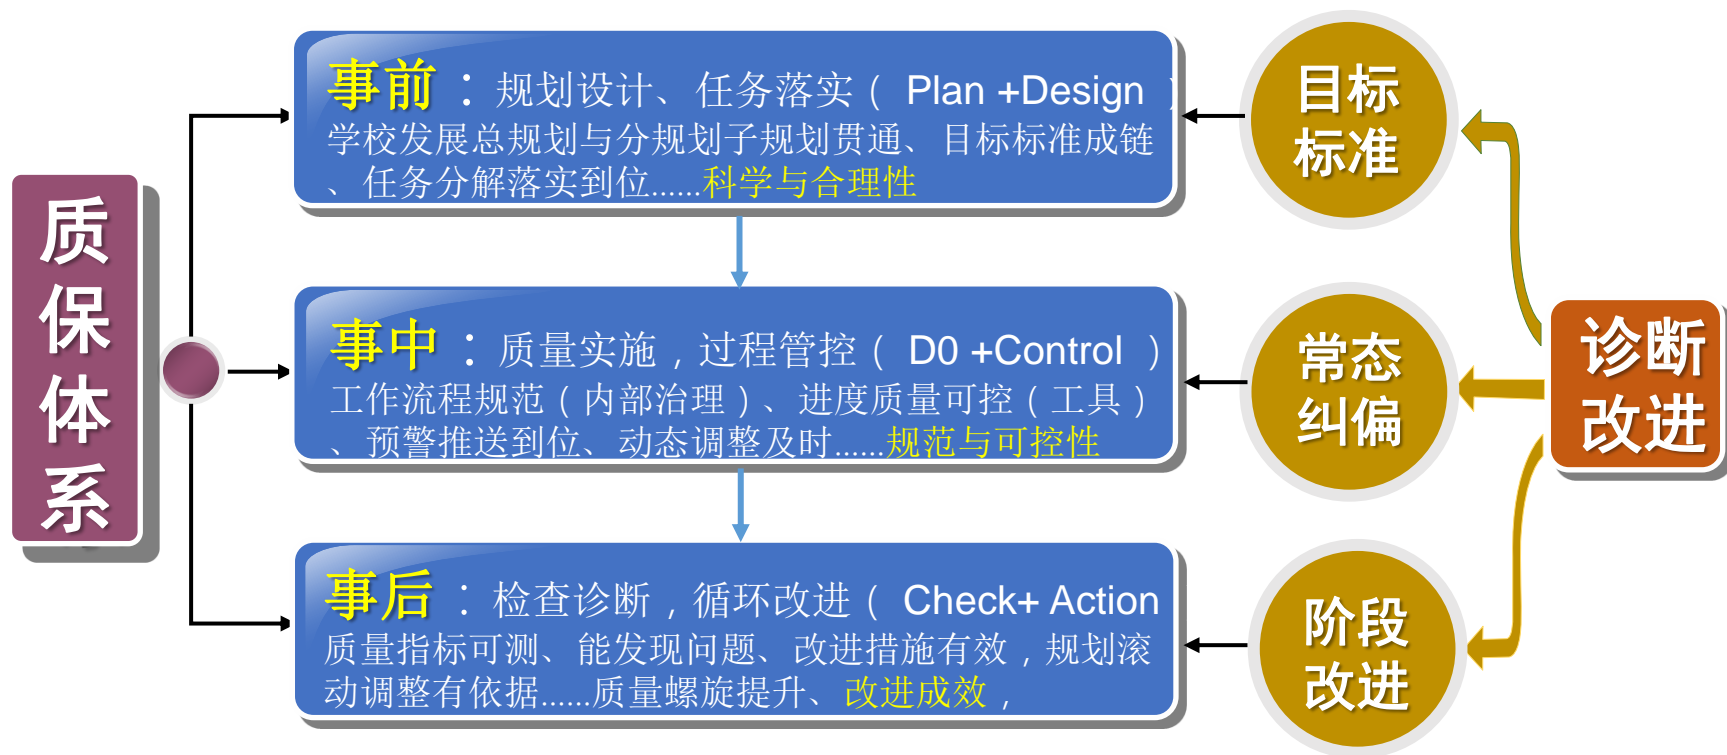 质
保
体
系
事前：规划设计、任务落实（ Plan +Design ）
学校发展总规划与分规划子规划贯通、目标标准成链
、任务分解落实到位......科学与合理性
事中：质量实施，过程管控（ D0 +Control ）
工作流程规范（内部治理）、进度质量可控（工具）
、预警推送到位、动态调整及时......规范与可控性
事后：检查诊断，循环改进（ Check+ Action
质量指标可测、能发现问题、改进措施有效，规划滚
动调整有依据......质量螺旋提升、改进成效，
目标
标准
常态
纠偏
阶段
改进
诊断
改进